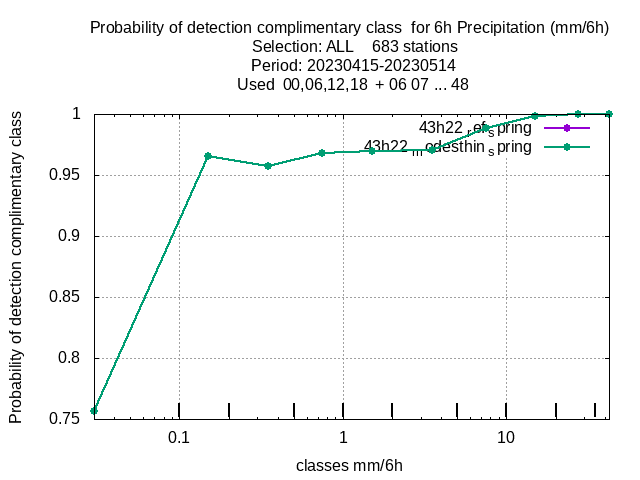 Probability of detection complimentary class  for 6h Precipitation (mm/6h)
Selection: ALL    683 stations
Period: 20230415-20230514
Used  00,06,12,18  + 06 07 ... 48
Probability of detection complimentary class
1
0.95
0.9
0.85
0.8
0.75
43h22refspring
43h22modesthinspring
0.1
1
10
classes mm/6h